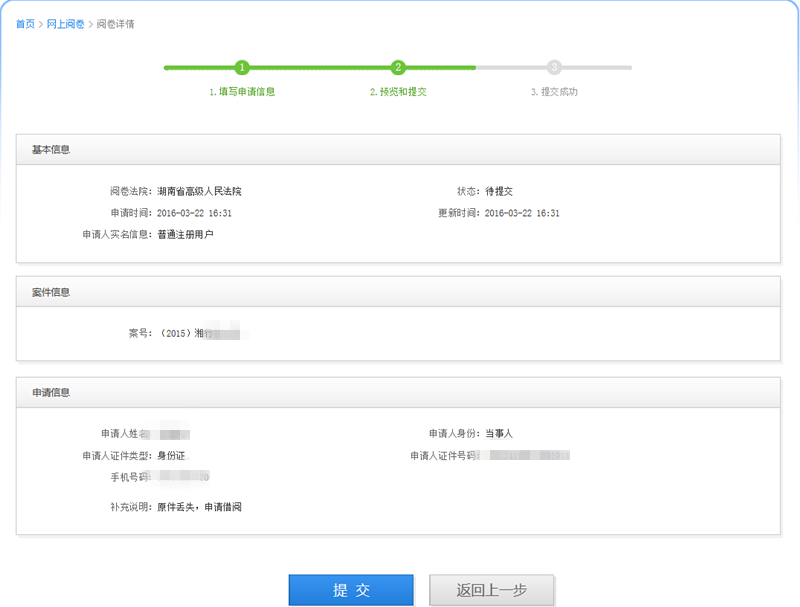 首页 > 网上阅卷 > 阅卷详情
1 2 3
1.填写申请信息 2.预览和提交 3.提交成功
基本信息
阅卷法院：湖南省高级人民法院 状态：待提交
申请时间：2016-03-22 16:31 更新时间：2016-03-22 16:31
申请人实名信息：普通注册用户
案件信息
案号：（2015）湘
申请信息
申请人姓名 申请人身份：当事人
申请人证件类型：身份证 申请人证件号码：
手机号码：
补充说明：原件丢失，申请借阅
提 交 返回上一步